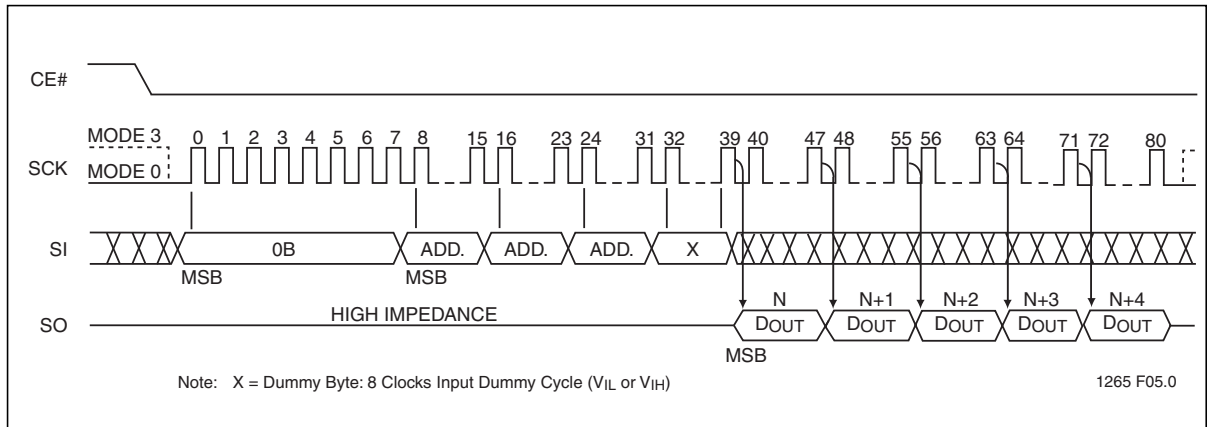 CE#
MODE 3
0 1 2 3 4 5 6 7 8 15 16 23 24 31 32 39 40 47 48 55 56 63 64 71 72 80
SCK MODE 0
SI 0B ADD. ADD. ADD. X
MSB MSB
N N+1 N+2 N+3 N+4
SO HIGH IMPEDANCE DOUT DOUT DOUT DOUT DOUT
MSB
Note: X = Dummy Byte: 8 Clocks Input Dummy Cycle (VIL or VIH) 1265 F05.0